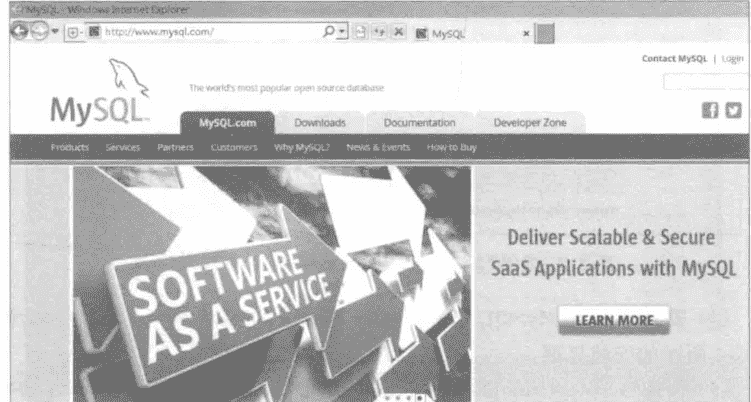 MySQL - Windows Internet Explorer
http://www.mysql.com/
MySQL
Contact MySQL | Login
MySQL
The world's most popular open source database
MySQL.com Downloads Documentation Developer Zone
Products Services Partners Customers Why MySQL? News & Events How to Buy
SOFTWARE
AS A SERVICE
Deliver Scalable & Secure
SaaS Applications with MySQL
LEARN MORE